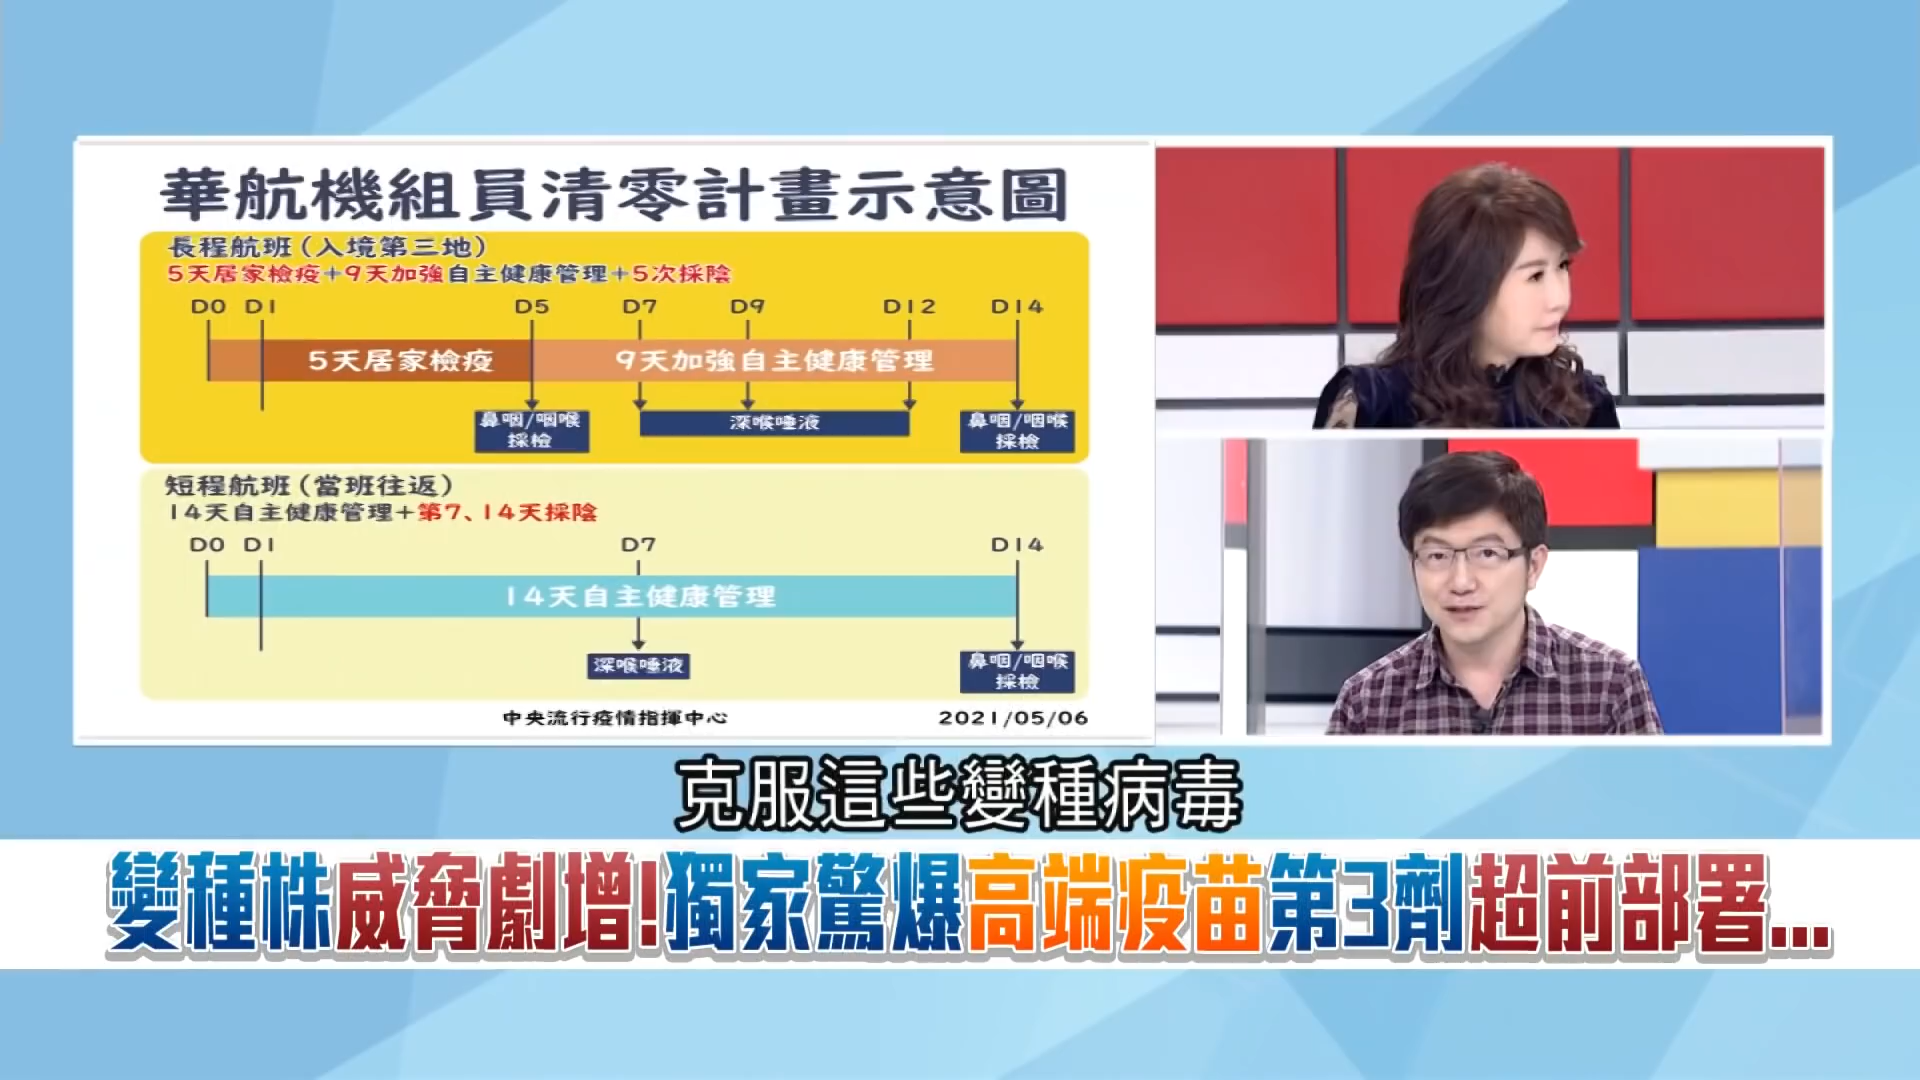 華航機組員清零計畫示意圖
長程航班(入境第三地)
5天居家檢疫+9天加強自主健康管理+5次採陰
D0 D1 D5 D7 D9 D12 D14
5天居家檢疫 9天加強自主健康管理
鼻咽/咽喉 深喉唾液 鼻咽/咽喉
採檢 採檢
短程航班(當班往返)
14天自主健康管理+第7、14天採陰
D0 D1 D7 D14
14天自主健康管理
深喉唾液 鼻咽/咽喉
採檢
中央流行疫情指揮中心 2021/05/06
克服這些變種病毒
變種株威脅劇增!獨家驚爆高端疫苗第3劑超前部署...